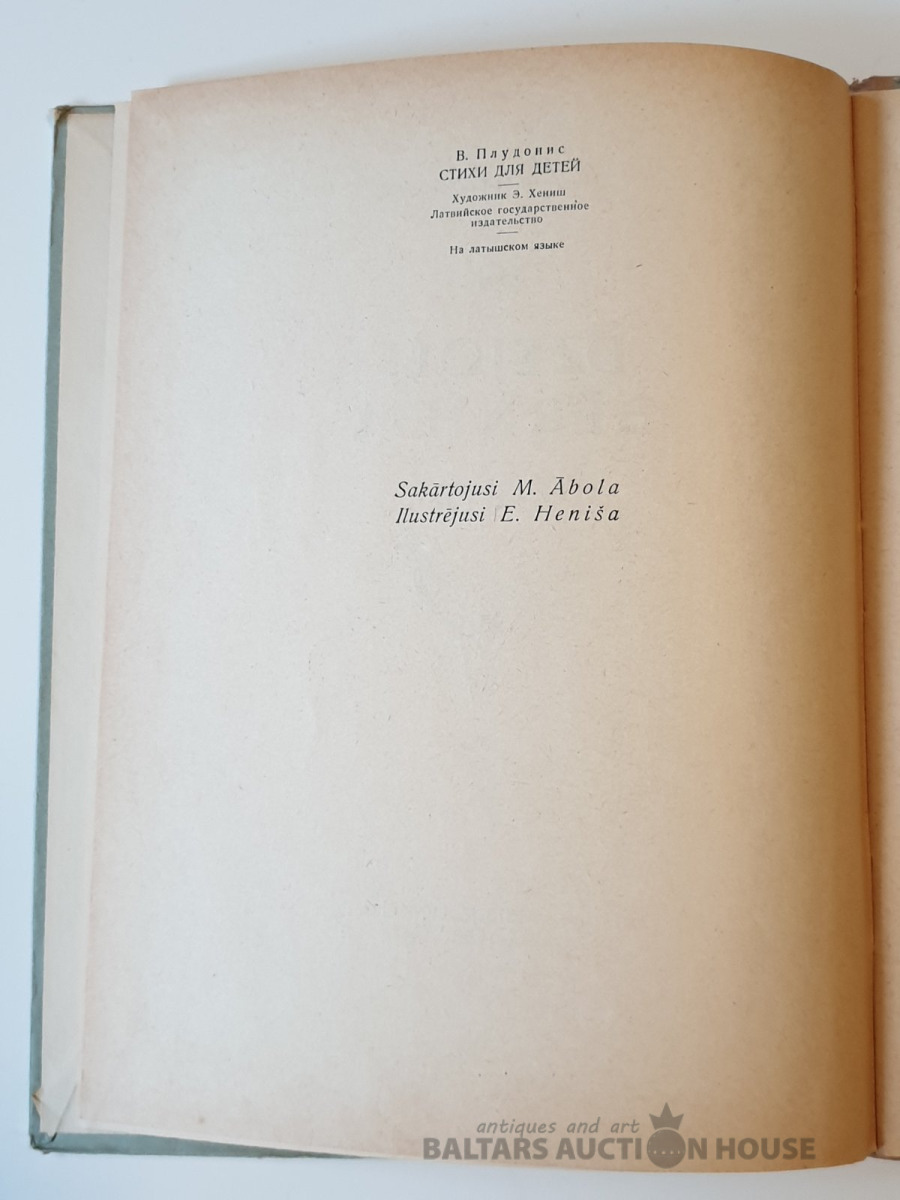 В. Плудонис
СТИХИ ДЛЯ ДЕТЕЙ
Художник Э. Хениш
Латвийское государственное
издательство
На латышском языке
Sakārtojusi M. Ābola
Ilustrējusi E. Heniša
antiques and art
BALTARS AUCTION HOUSE